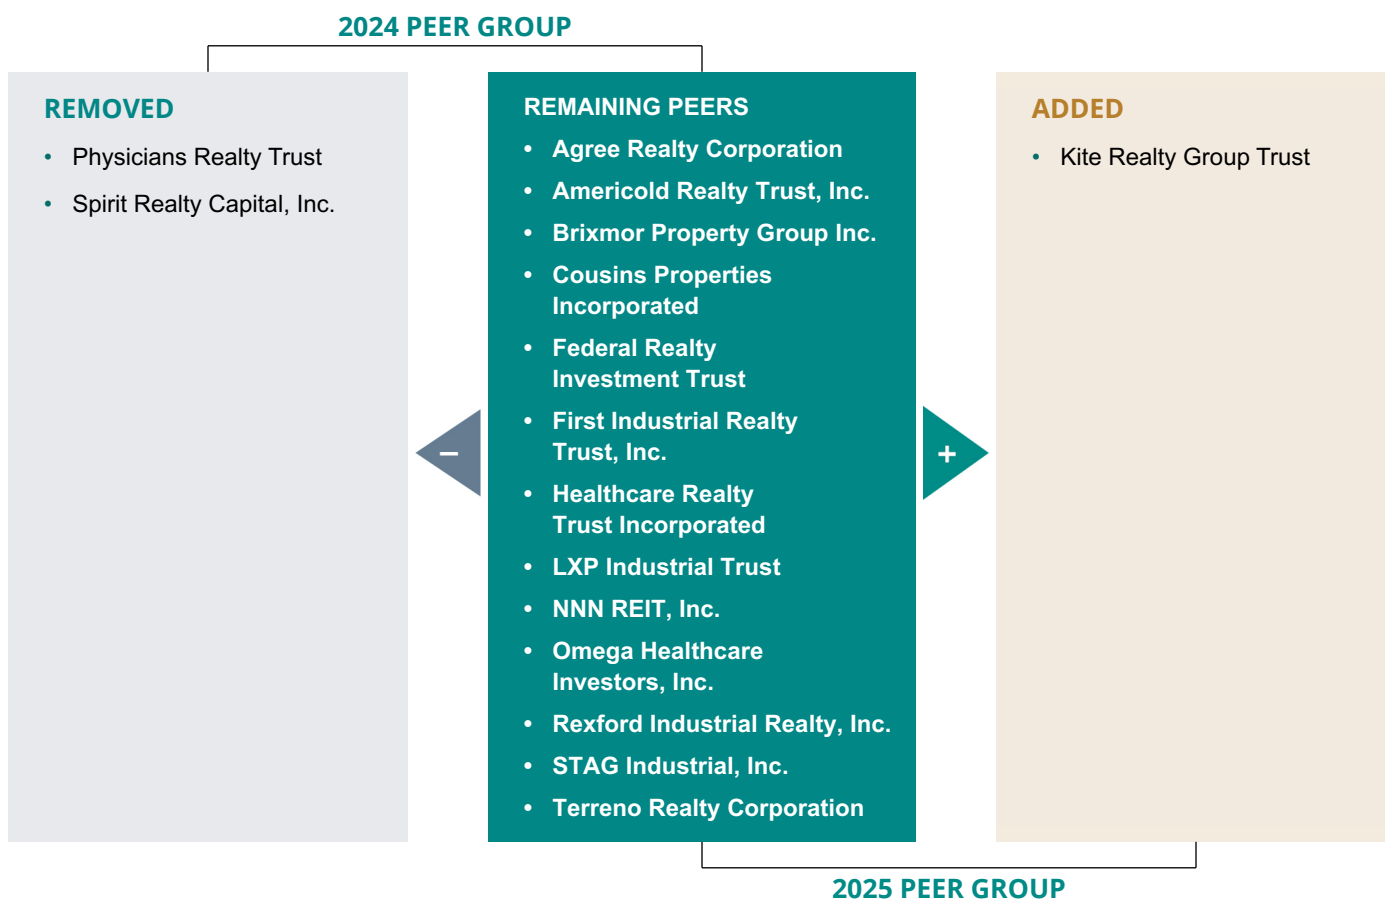 2024 PEER GROUP
REMOVED
• Physicians Realty Trust
• Spirit Realty Capital, Inc.
–
REMAINING PEERS
• Agree Realty Corporation
• Americold Realty Trust, Inc.
• Brixmor Property Group Inc.
• Cousins Properties
Incorporated
• Federal Realty
Investment Trust
• First Industrial Realty
Trust, Inc.
• Healthcare Realty
Trust Incorporated
• LXP Industrial Trust
• NNN REIT, Inc.
• Omega Healthcare
Investors, Inc.
• Rexford Industrial Realty, Inc.
• STAG Industrial, Inc.
• Terreno Realty Corporation
+
ADDED
• Kite Realty Group Trust
2025 PEER GROUP